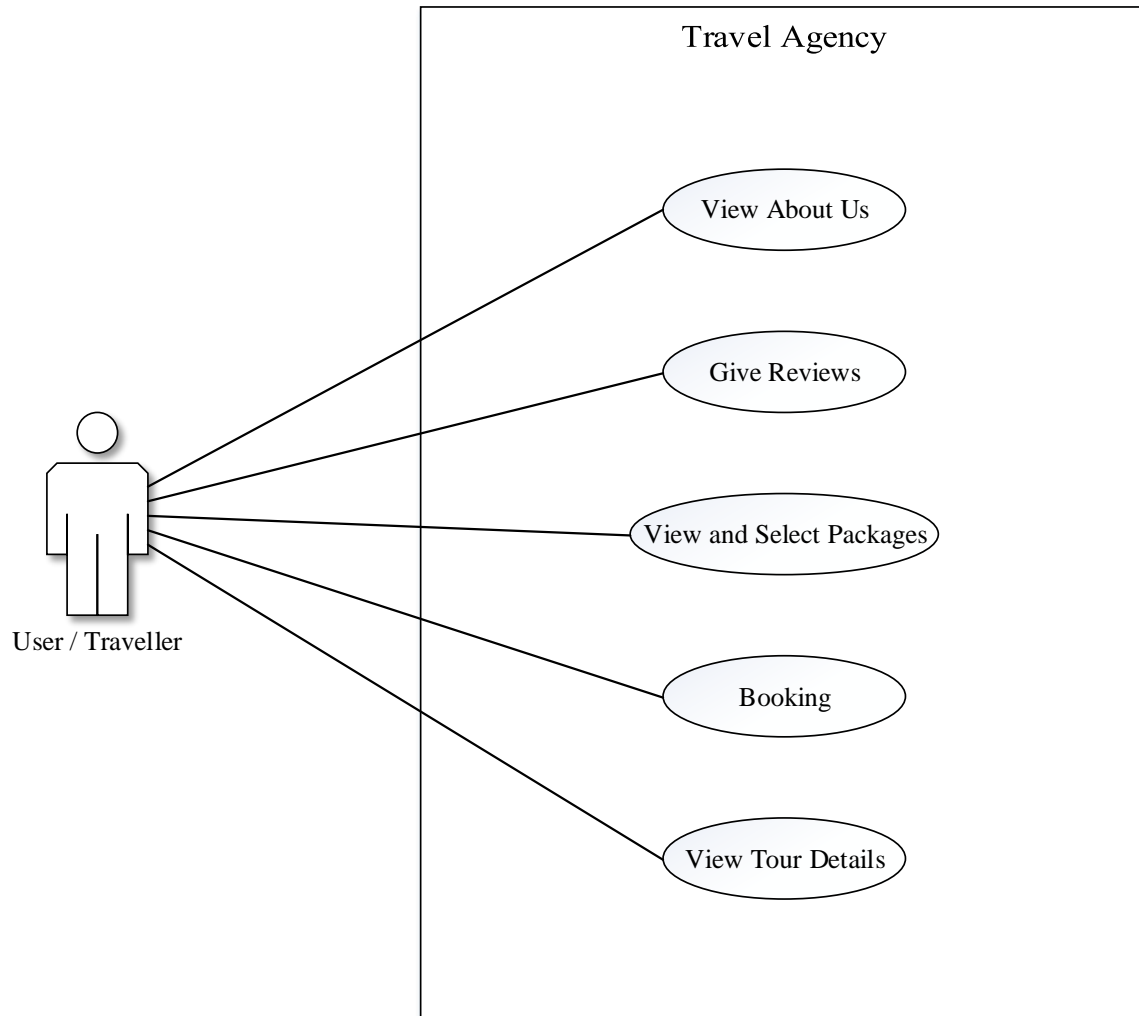 Travel Agency
View About Us
Give Reviews
View and Select Packages
User / Traveller
Booking
View Tour Details